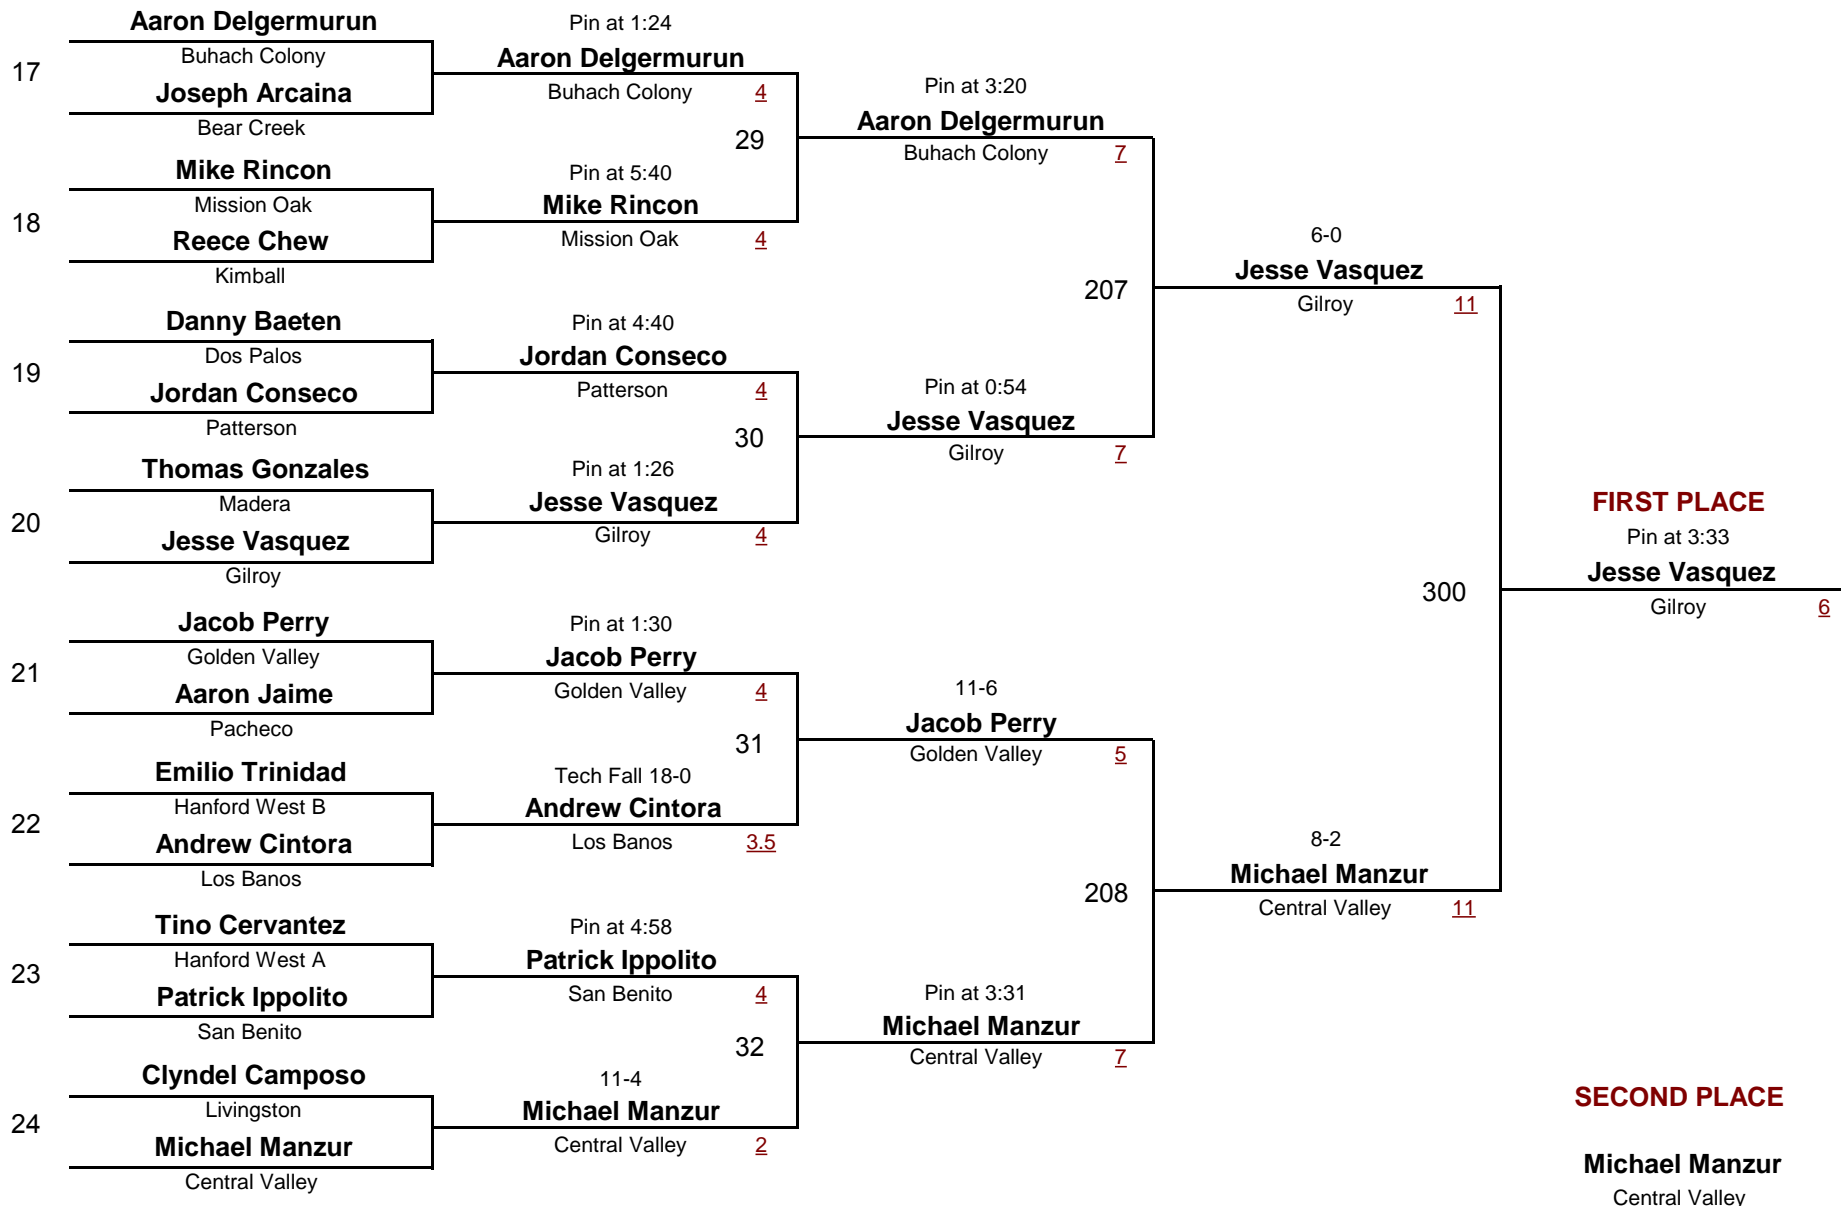 17
Aaron Delgermurun
Buhach Colony
Joseph Arcaina
Bear Creek
18
Mike Rincon
Mission Oak
Reece Chew
Kimball
19
Danny Baeten
Dos Palos
Jordan Conseco
Patterson
20
Thomas Gonzales
Madera
Jesse Vasquez
Gilroy
21
Jacob Perry
Golden Valley
Aaron Jaime
Pacheco
22
Emilio Trinidad
Hanford West B
Andrew Cintora
Los Banos
23
Tino Cervantez
Hanford West A
Patrick Ippolito
San Benito
24
Clyndel Camposo
Livingston
Michael Manzur
Central Valley
Pin at 1:24
Aaron Delgermurun
Buhach Colony 4
29
Pin at 5:40
Mike Rincon
Mission Oak 4
Pin at 4:40
Jordan Conseco
Patterson 4
30
Pin at 1:26
Jesse Vasquez
Gilroy 4
Pin at 1:30
Jacob Perry
Golden Valley 4
31
Tech Fall 18-0
Andrew Cintora
Los Banos 3.5
Pin at 4:58
Patrick Ippolito
San Benito 4
32
11-4
Michael Manzur
Central Valley 2
Pin at 3:20
Aaron Delgermurun
Buhach Colony 7
207
Pin at 0:54
Jesse Vasquez
Gilroy 7
11-6
Jacob Perry
Golden Valley 5
208
Pin at 3:31
Michael Manzur
Central Valley 7
6-0
Jesse Vasquez
Gilroy 11
300
8-2
Michael Manzur
Central Valley 11
FIRST PLACE
Pin at 3:33
Jesse Vasquez
Gilroy 6
SECOND PLACE
Michael Manzur
Central Valley